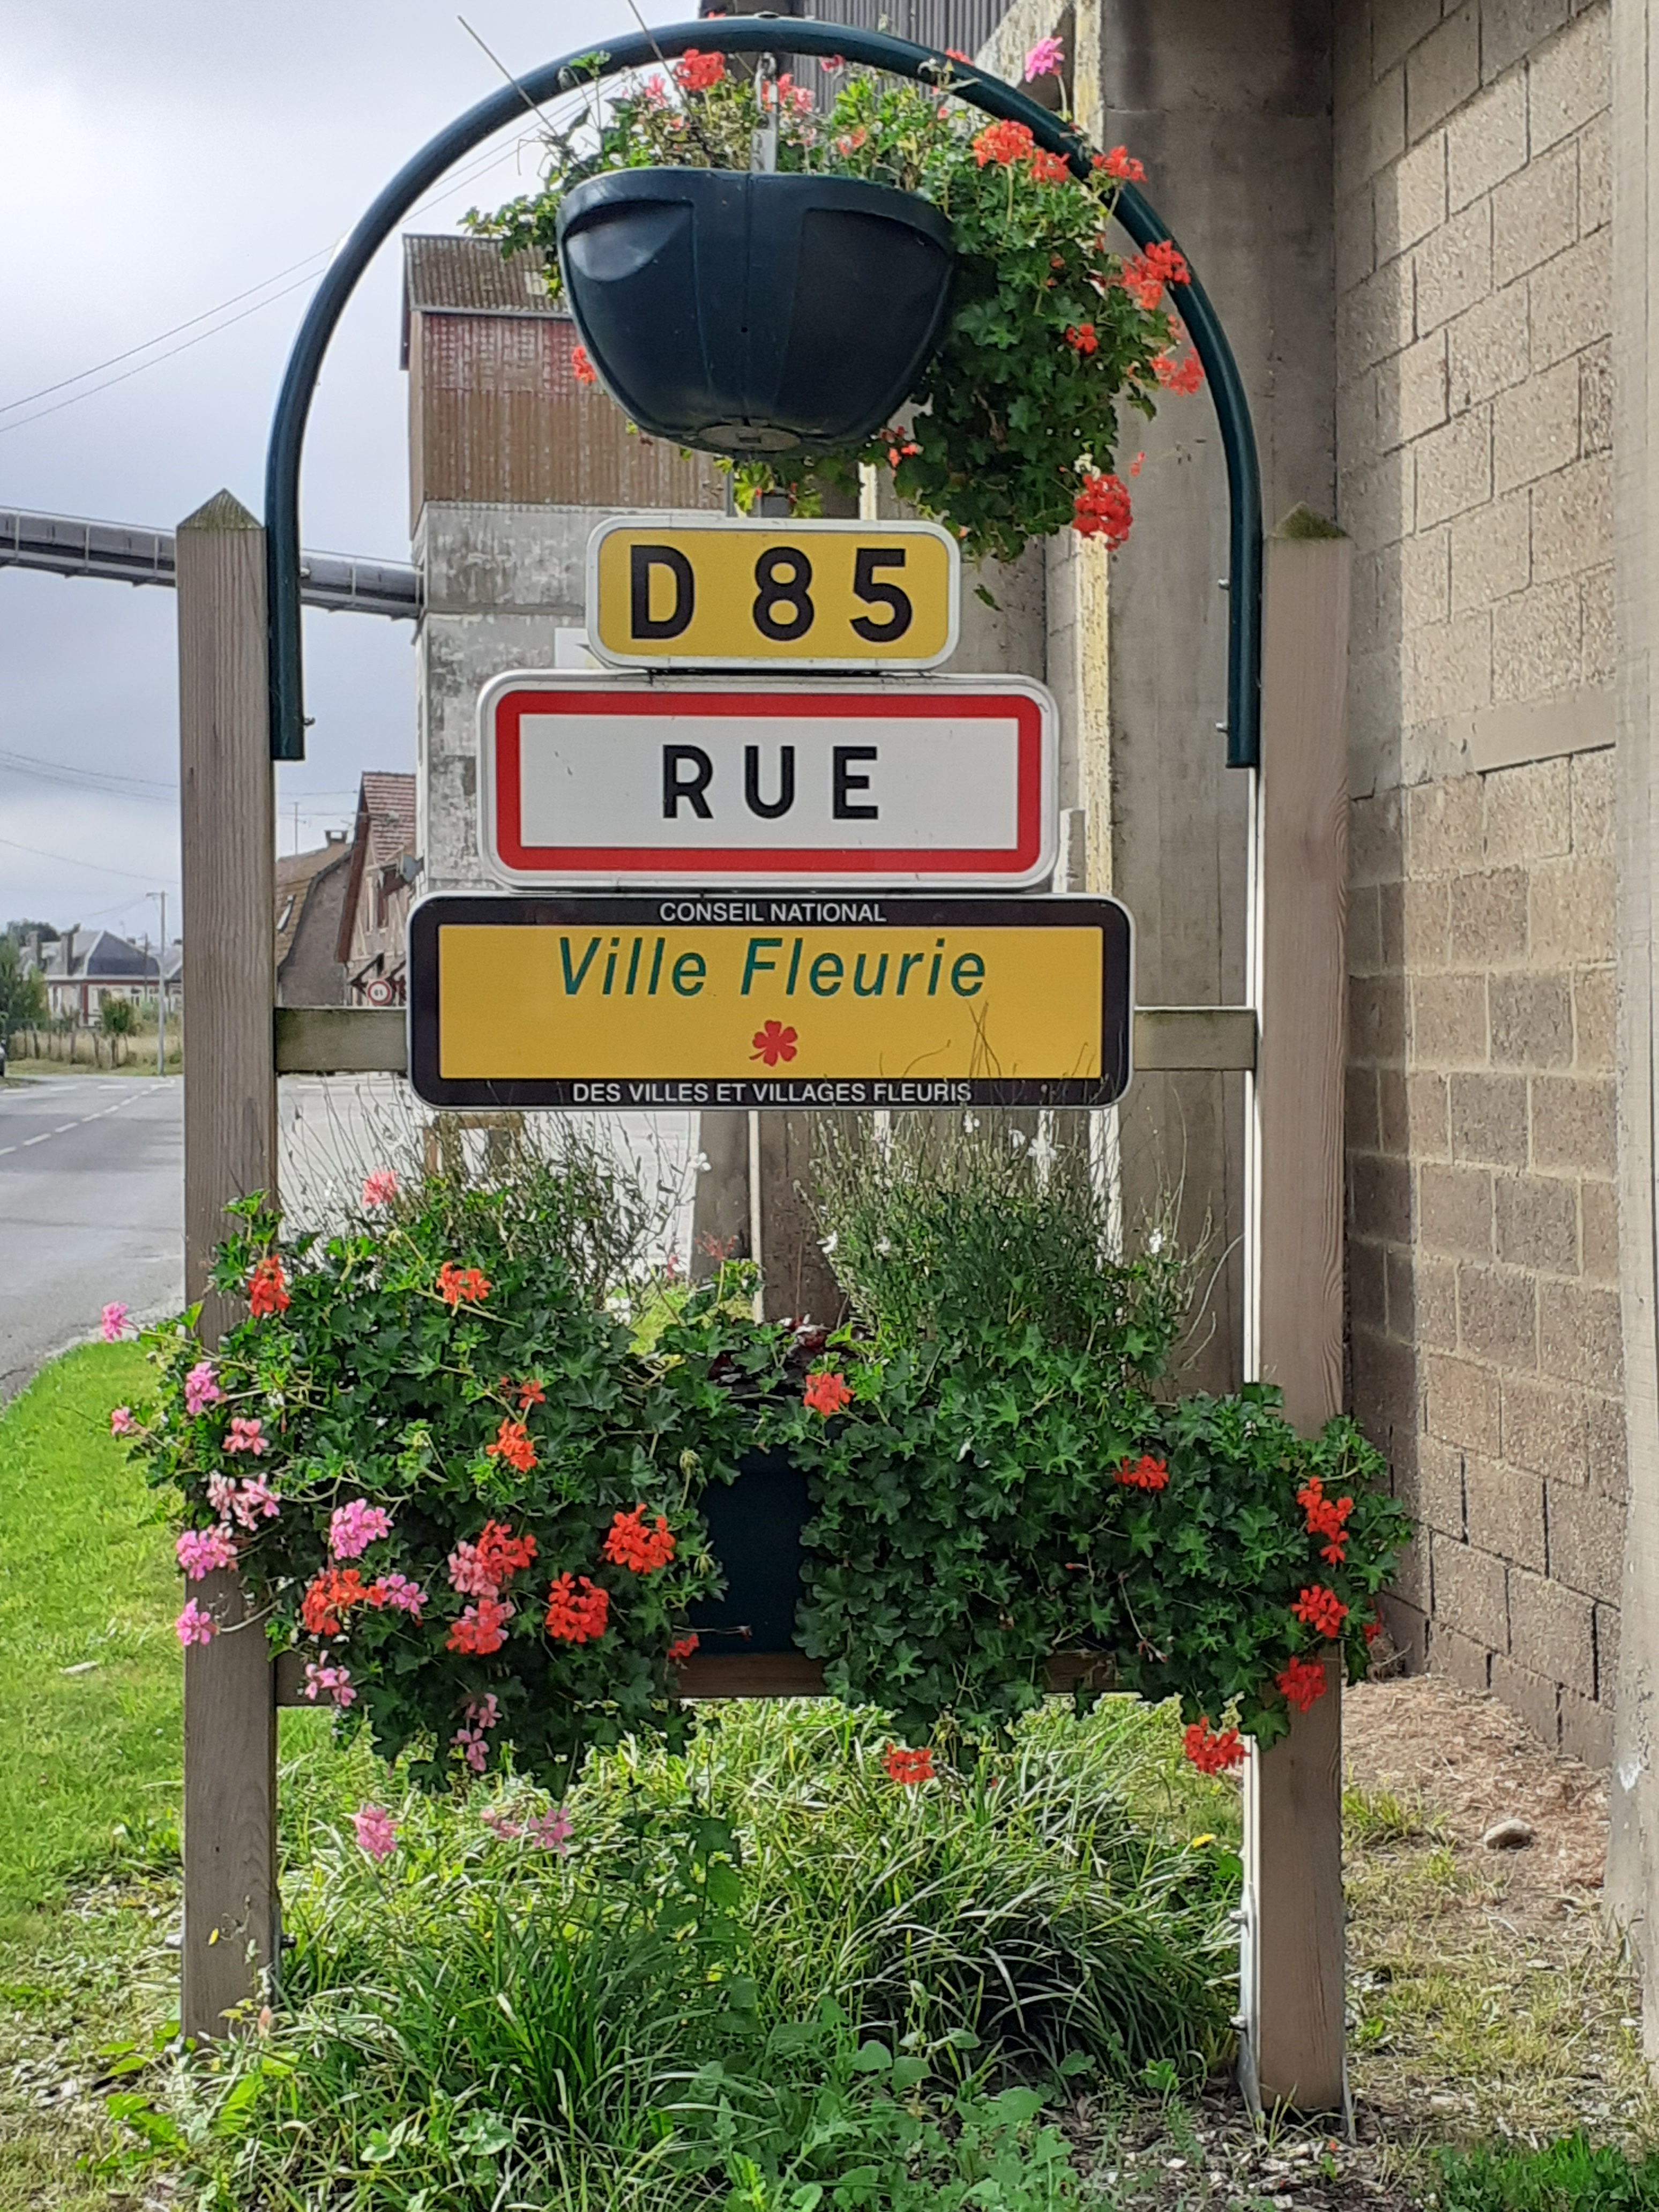 D 85
RUE
CONSEIL NATIONAL
Ville Fleurie
DES VILLES ET VILLAGES FLEURIS